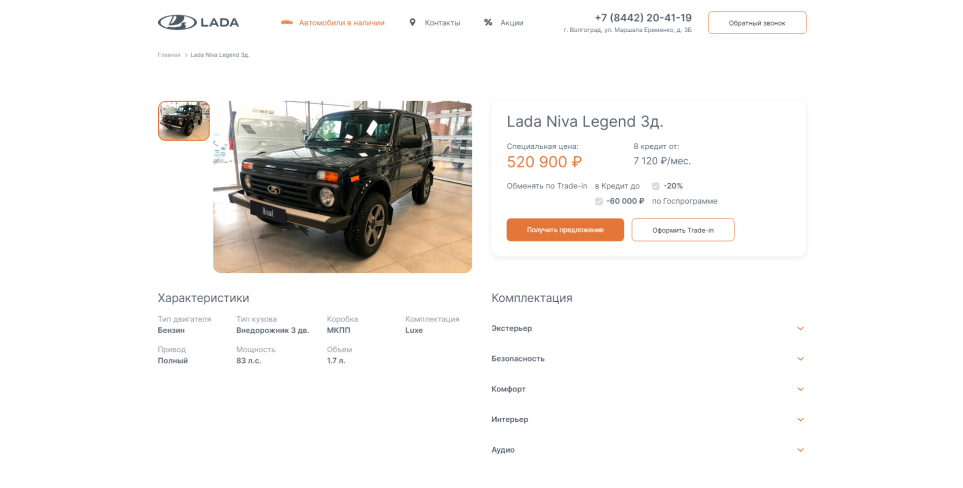 LADA
Автомобили в наличии
Контакты
Акции
+7 (8442) 20-41-19
г. Волгоград, ул. Маршала Еременко, д. 3Б
Обратный звонок
Главная > Lada Niva Legend 3д.
Lada Niva Legend 3д.
Специальная цена:
520 900 ₽
В кредит от:
7 120 ₽/мес.
Обменять по Trade-in
в Кредит до
-20%
-60 000 ₽
по Госпрограмме
Получить предложение
Оформить Trade-in
Характеристики
Тип двигателя
Бензин
Тип кузова
Внедорожник 3 дв.
Коробка
МКПП
Комплектация
Luxe
Привод
Полный
Мощность
83 л.с.
Объем
1.7 л.
Комплектация
Экстерьер
Безопасность
Комфорт
Интерьер
Аудио